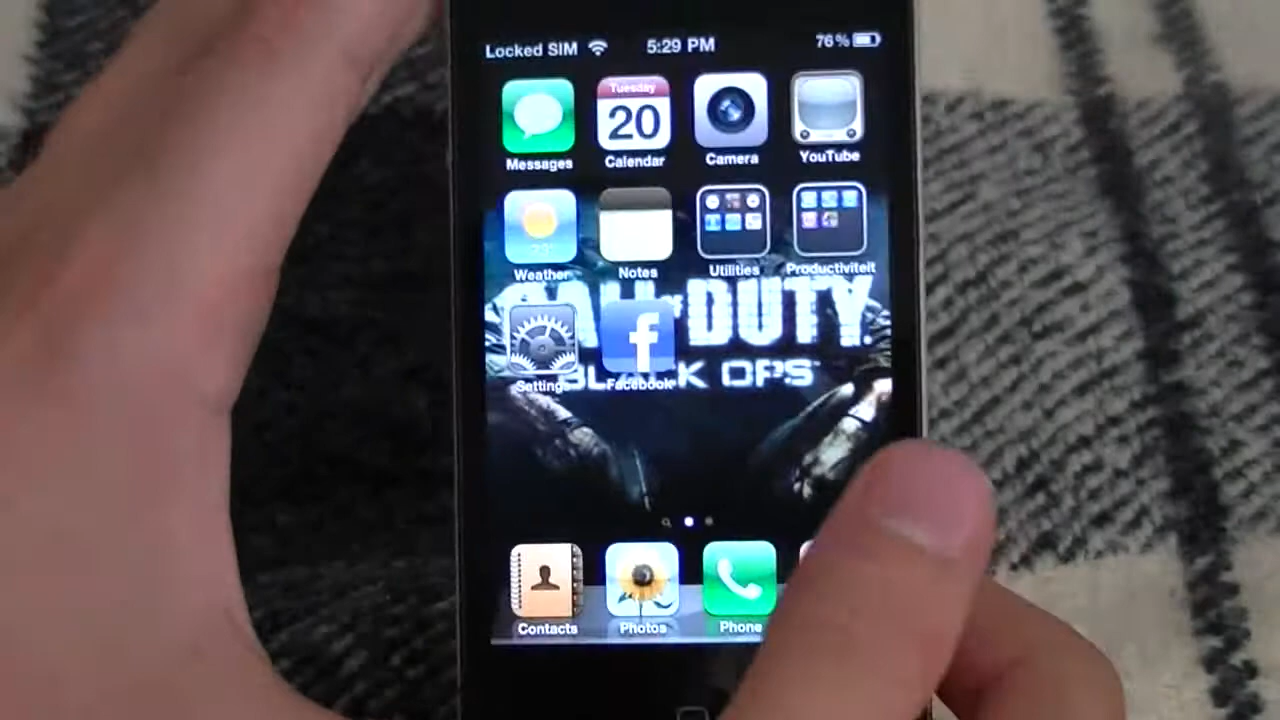 Locked SIM 5:29 PM 76%
Tuesday
20
Messages Calendar Camera YouTube
Weather Notes Utilities Productiviteit
CALL of DUTY
BLACK OPS
Settings Facebook
Contacts Photos Phone